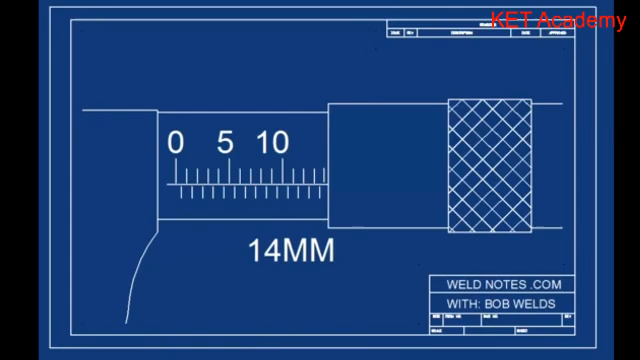 KET Academy
0 5 10
14MM
WELD NOTES .COM
WITH: BOB WELDS